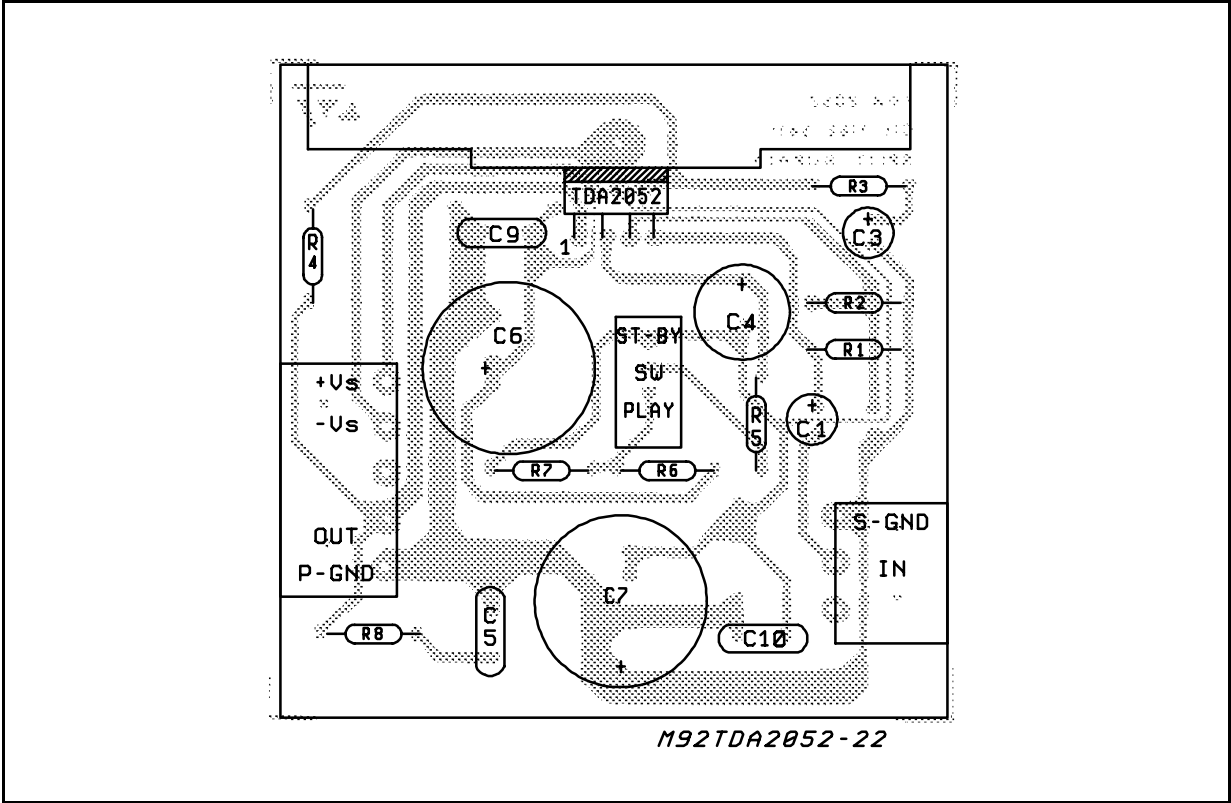 TDA2052
R3
C3
C9
1
R4
+
C4
R2
C6
ST-BY
R1
+
SW
+Vs
PLAY
+
C1
-Vs
R5
R7
R6
S-GND
OUT
IN
P-GND
C7
C5
R8
C10
+
M92TDA2052-22